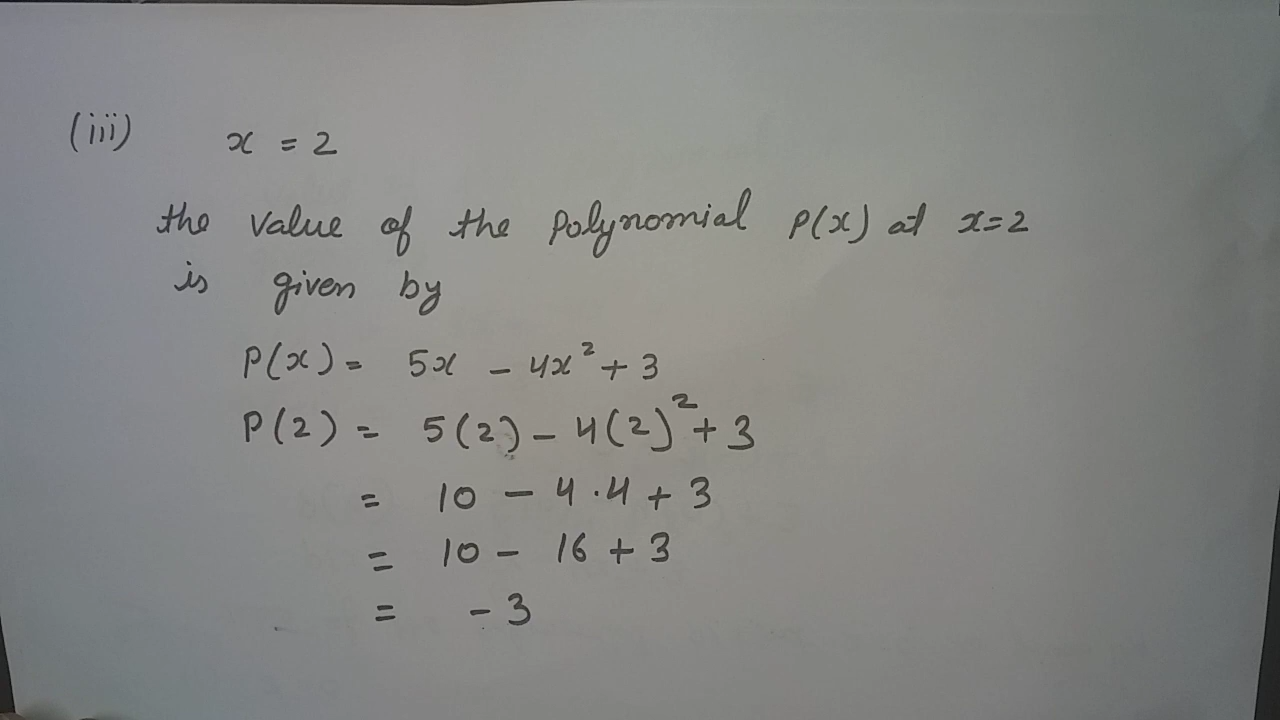 (iii) x = 2
the value of the polynomial P(x) at x=2
is given by
P(x) = 5x - 4x² + 3
P(2) = 5(2) - 4(2)² + 3
= 10 - 4·4 + 3
= 10 - 16 + 3
= -3